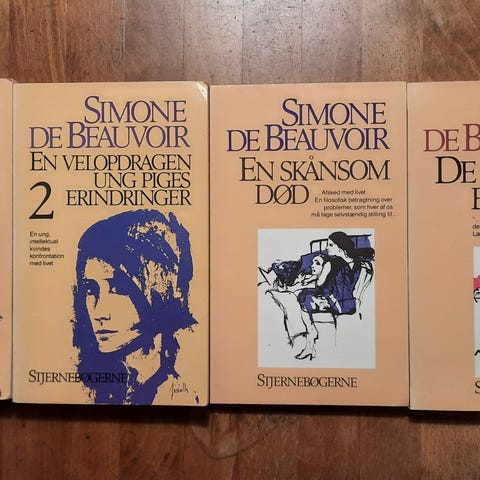 SIMONE
DE BEAUVOIR
EN VELOPDRAGEN
UNG PIGES
ERINDRINGER
2
En ung,
intellektuel
kvindes
konfrontation
med livet
STJERNEBØGERNE
SIMONE
DE BEAUVOIR
EN SKÅNSOM
DØD
... Afsked med livet.
En filosofisk betragtning over
problemer, som hver af os
må tage selvstændig stilling til...
STJERNEBØGERNE
DE B
DE